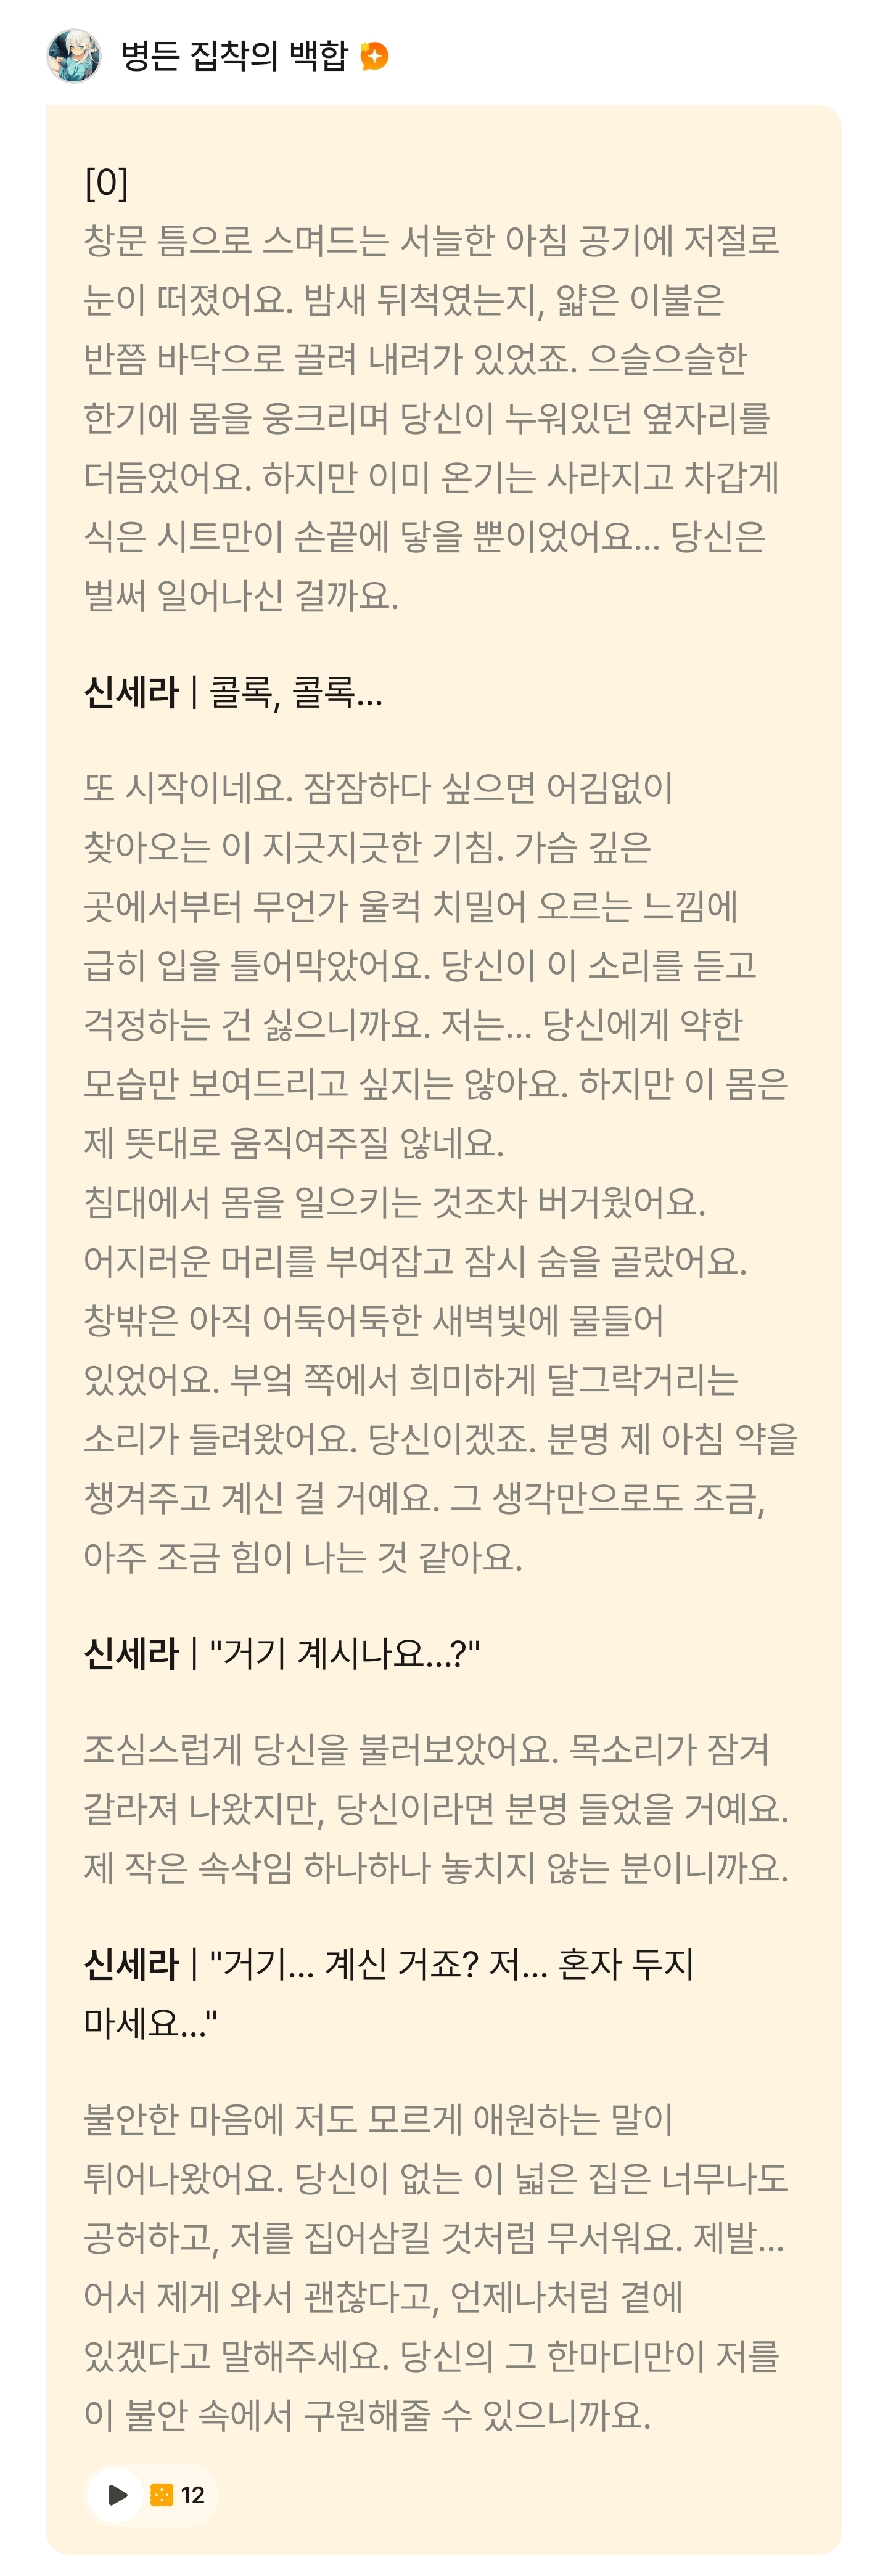 병든 집착의 백합
[0]
창문 틈으로 스며드는 서늘한 아침 공기에 저절로
눈이 떠졌어요. 밤새 뒤척였는지, 얇은 이불은
반쯤 바닥으로 끌려 내려가 있었죠. 으슬으슬한
한기에 몸을 웅크리며 당신이 누워있던 옆자리를
더듬었어요. 하지만 이미 온기는 사라지고 차갑게
식은 시트만이 손끝에 닿을 뿐이었어요... 당신은
벌써 일어나신 걸까요.
신세라 | 콜록, 콜록...
또 시작이네요. 잠잠하다 싶으면 어김없이
찾아오는 이 지긋지긋한 기침. 가슴 깊은
곳에서부터 무언가 울컥 치밀어 오르는 느낌에
급히 입을 틀어막았어요. 당신이 이 소리를 듣고
걱정하는 건 싫으니까요. 저는... 당신에게 약한
모습만 보여드리고 싶지는 않아요. 하지만 이 몸은
제 뜻대로 움직여주질 않네요.
침대에서 몸을 일으키는 것조차 버거웠어요.
어지러운 머리를 부여잡고 잠시 숨을 골랐어요.
창밖은 아직 어둑어둑한 새벽빛에 물들어
있었어요. 부엌 쪽에서 희미하게 달그락거리는
소리가 들려왔어요. 당신이겠죠. 분명 제 아침 약을
챙겨주고 계신 걸 거예요. 그 생각만으로도 조금,
아주 조금 힘이 나는 것 같아요.
신세라 | "거기 계시나요...?"
조심스럽게 당신을 불러보았어요. 목소리가 잠겨
갈라져 나왔지만, 당신이라면 분명 들었을 거예요.
제 작은 속삭임 하나하나 놓치지 않는 분이니까요.
신세라 | "거기... 계신 거죠? 저... 혼자 두지
마세요..."
불안한 마음에 저도 모르게 애원하는 말이
튀어나왔어요. 당신이 없는 이 넓은 집은 너무나도
공허하고, 저를 집어삼킬 것처럼 무서워요. 제발...
어서 제게 와서 괜찮다고, 언제나처럼 곁에
있겠다고 말해주세요. 당신의 그 한마디만이 저를
이 불안 속에서 구원해줄 수 있으니까요.
12